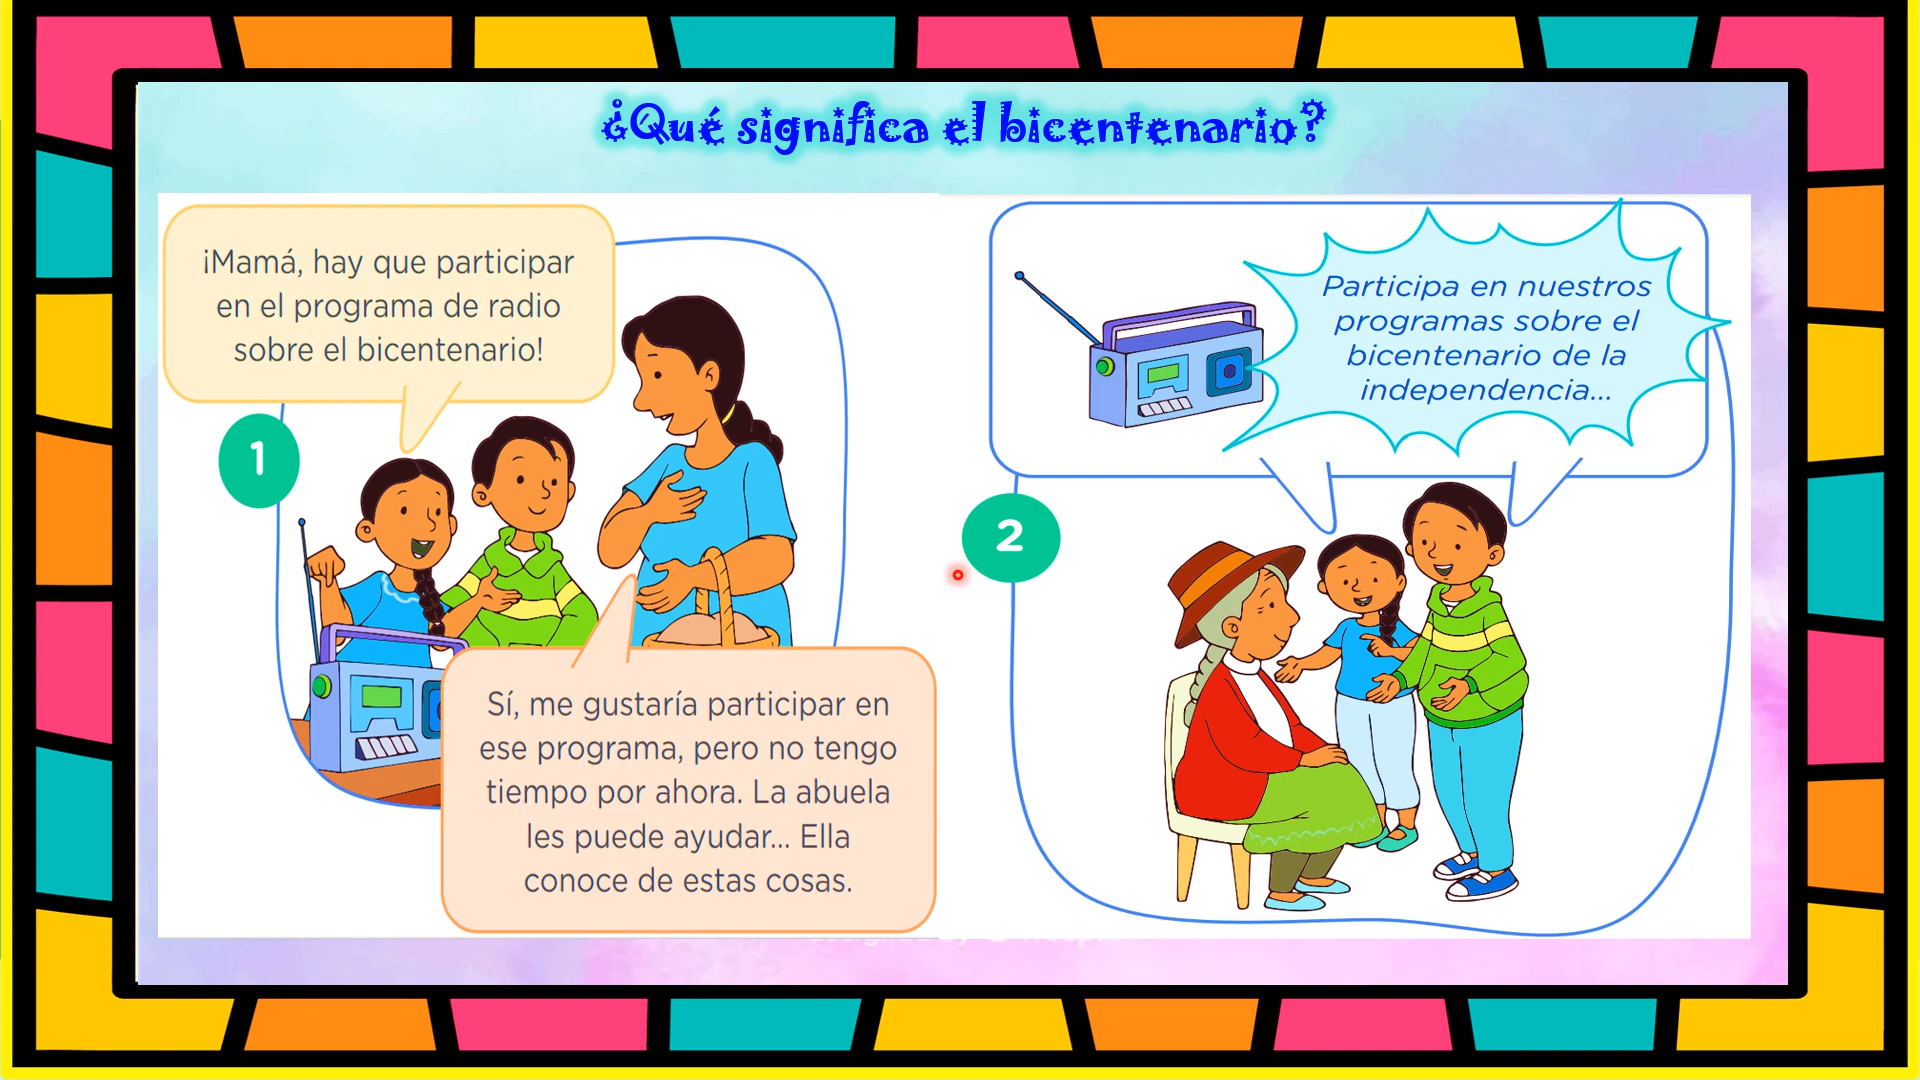 ¿Qué significa el bicentenario?
¡Mamá, hay que participar
en el programa de radio
sobre el bicentenario!
1
Sí, me gustaría participar en
ese programa, pero no tengo
tiempo por ahora. La abuela
les puede ayudar... Ella
conoce de estas cosas.
Participa en nuestros
programas sobre el
bicentenario de la
independencia...
2